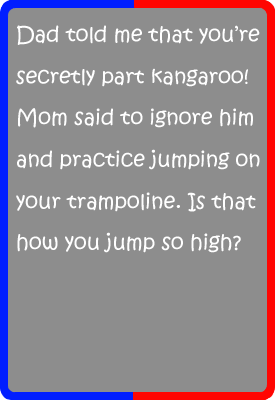 Dad told me that you’re
secretly part kangaroo!
Mom said to ignore him
and practice jumping on
your trampoline. Is that
how you jump so high?